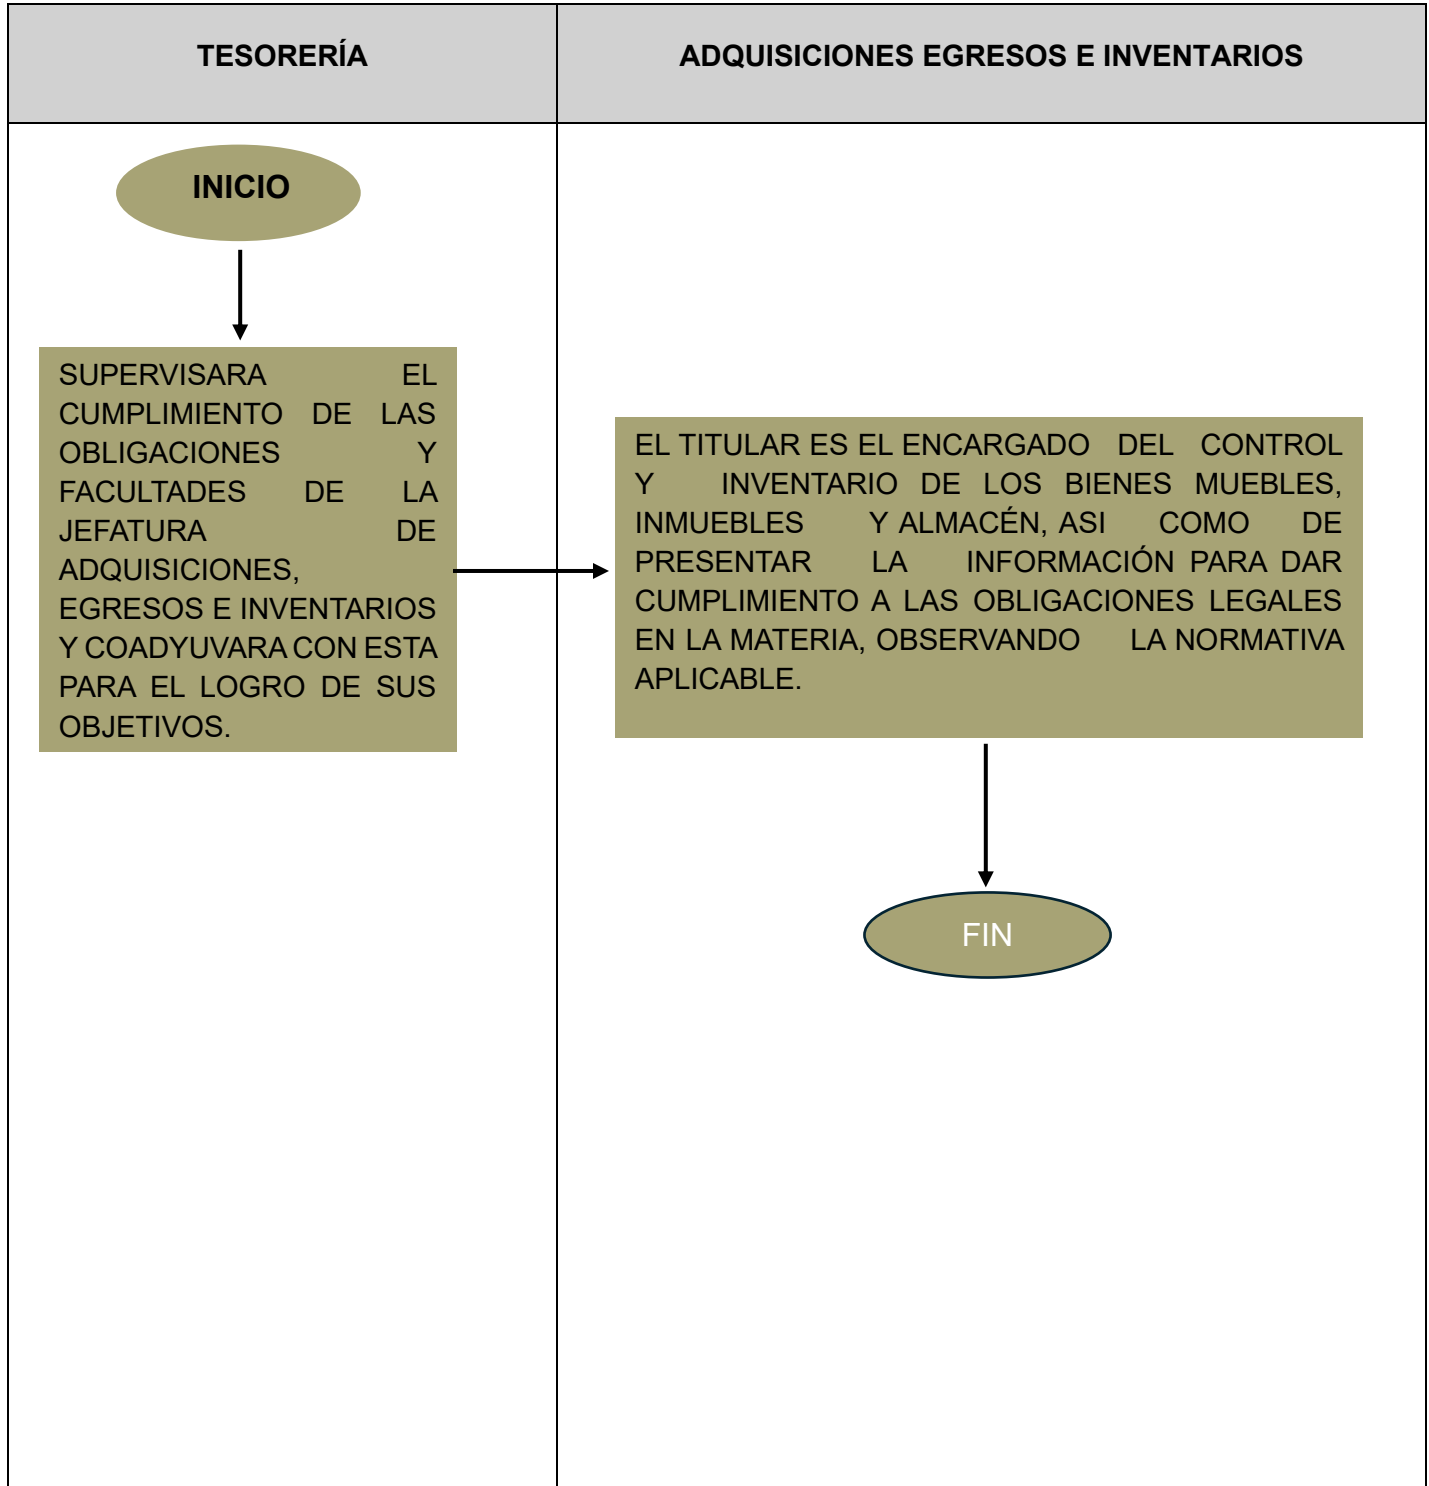 TESORERÍA
ADQUISICIONES EGRESOS E INVENTARIOS
INICIO
SUPERVISARA EL
CUMPLIMIENTO DE LAS
OBLIGACIONES Y
FACULTADES DE LA
JEFATURA DE
ADQUISICIONES,
EGRESOS E INVENTARIOS
Y COADYUVARA CON ESTA
PARA EL LOGRO DE SUS
OBJETIVOS.
EL TITULAR ES EL ENCARGADO DEL CONTROL
Y INVENTARIO DE LOS BIENES MUEBLES,
INMUEBLES Y ALMACÉN, ASI COMO DE
PRESENTAR LA INFORMACIÓN PARA DAR
CUMPLIMIENTO A LAS OBLIGACIONES LEGALES
EN LA MATERIA, OBSERVANDO LA NORMATIVA
APLICABLE.
FIN